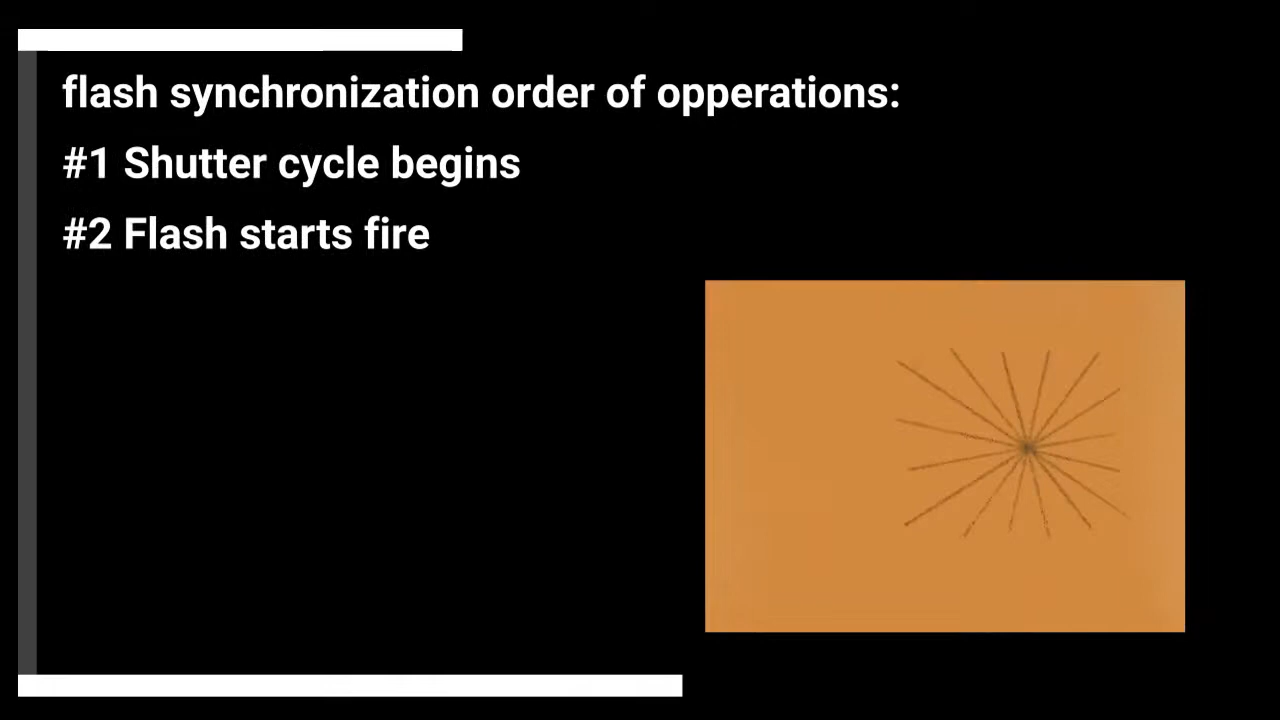 flash synchronization order of opperations:
#1 Shutter cycle begins
#2 Flash starts fire